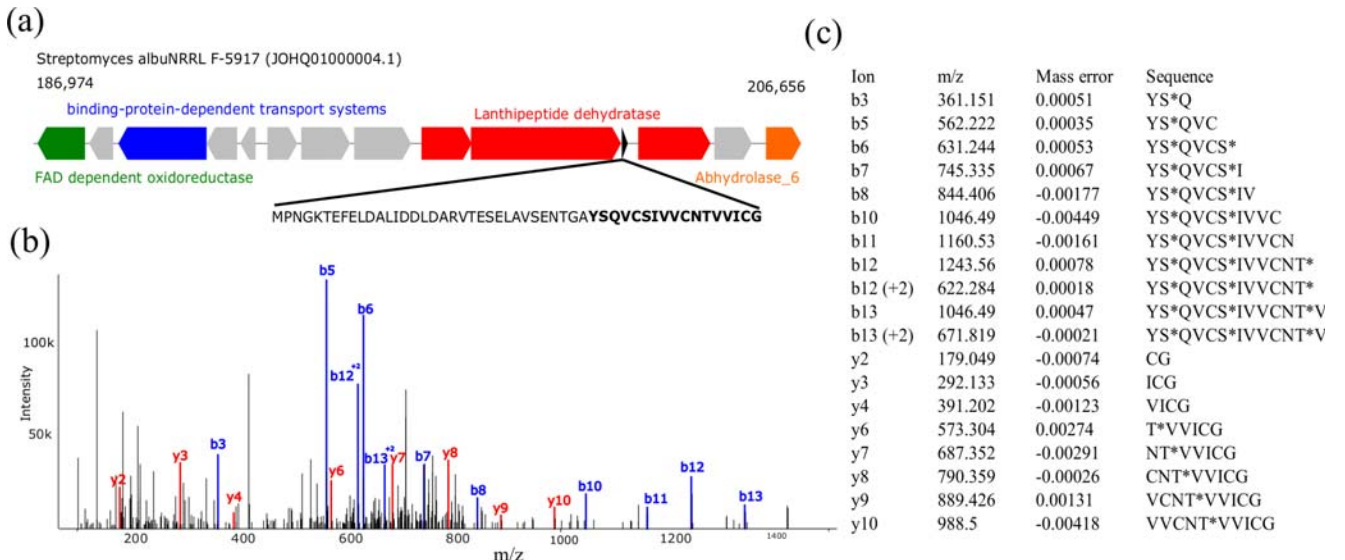 (a)
Streptomyces albuNRRL F-5917 (JOHQ01000004.1)
186,974
206,656
binding-protein-dependent transport systems
Lanthipeptide dehydratase
FAD dependent oxidoreductase
Abhydrolase_6
MPNGKTEFELDALIDDLDARVTESELAVSENTGAYSQVCSIVVCNTVVICG
(b)
100k
50k
Intensity
y2
y3
b3
y4
b5
y6
b12+2
b6
b13+2
y7
b7
y8
b8
y9
y10
b10
b11
b12
b13
200
400
600
800
1000
1200
1400
m/z
(c)
Ion m/z Mass error Sequence
b3 361.151 0.00051 YS*Q
b5 562.222 0.00035 YS*QVC
b6 631.244 0.00053 YS*QVCS*
b7 745.335 0.00067 YS*QVCS*I
b8 844.406 -0.00177 YS*QVCS*IV
b10 1046.49 -0.00449 YS*QVCS*IVVC
b11 1160.53 -0.00161 YS*QVCS*IVVCN
b12 1243.56 0.00078 YS*QVCS*IVVCNT*
b12 (+2) 622.284 0.00018 YS*QVCS*IVVCNT*
b13 1046.49 0.00047 YS*QVCS*IVVCNT*V
b13 (+2) 671.819 -0.00021 YS*QVCS*IVVCNT*V
y2 179.049 -0.00074 CG
y3 292.133 -0.00056 ICG
y4 391.202 -0.00123 VICG
y6 573.304 0.00274 T*VVICG
y7 687.352 -0.00291 NT*VVICG
y8 790.359 -0.00026 CNT*VVICG
y9 889.426 0.00131 VCNT*VVICG
y10 988.5 -0.00418 VVCNT*VVICG